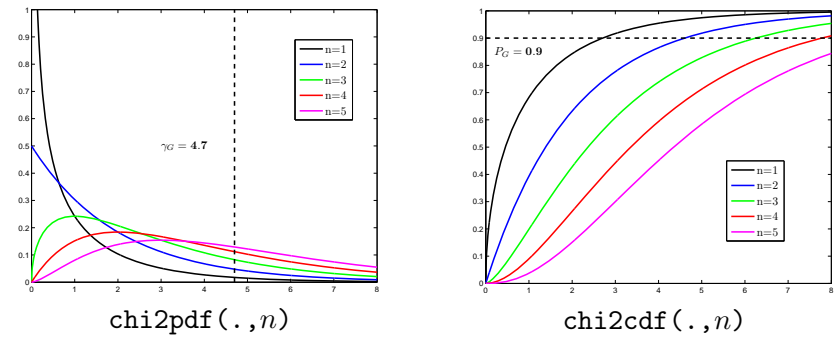 1
0.9
0.8
0.7
0.6
0.5
0.4
0.3
0.2
0.1
0
0 1 2 3 4 5 6 7 8
n=1
n=2
n=3
n=4
n=5
γ_G = 4.7
chi2pdf(.,n)
1
0.9
0.8
0.7
0.6
0.5
0.4
0.3
0.2
0.1
0
0 1 2 3 4 5 6 7 8
P_G = 0.9
n=1
n=2
n=3
n=4
n=5
chi2cdf(.,n)